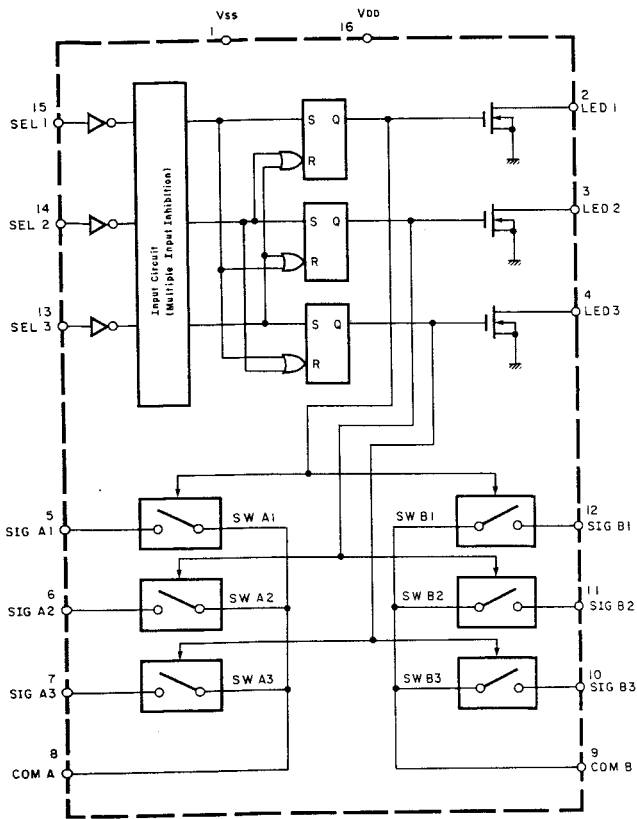 Vss
VDD
1
16
15
SEL 1
14
SEL 2
13
SEL 3
Input Circuit
(Multiple Input Inhibition)
S Q
R
S Q
R
S Q
R
2
LED 1
3
LED 2
4
LED 3
5
SIG A1
SW A1
SW B1
12
SIG B1
6
SIG A2
SW A2
SW B2
11
SIG B2
7
SIG A3
SW A3
SW B3
10
SIG B3
8
COM A
9
COM B